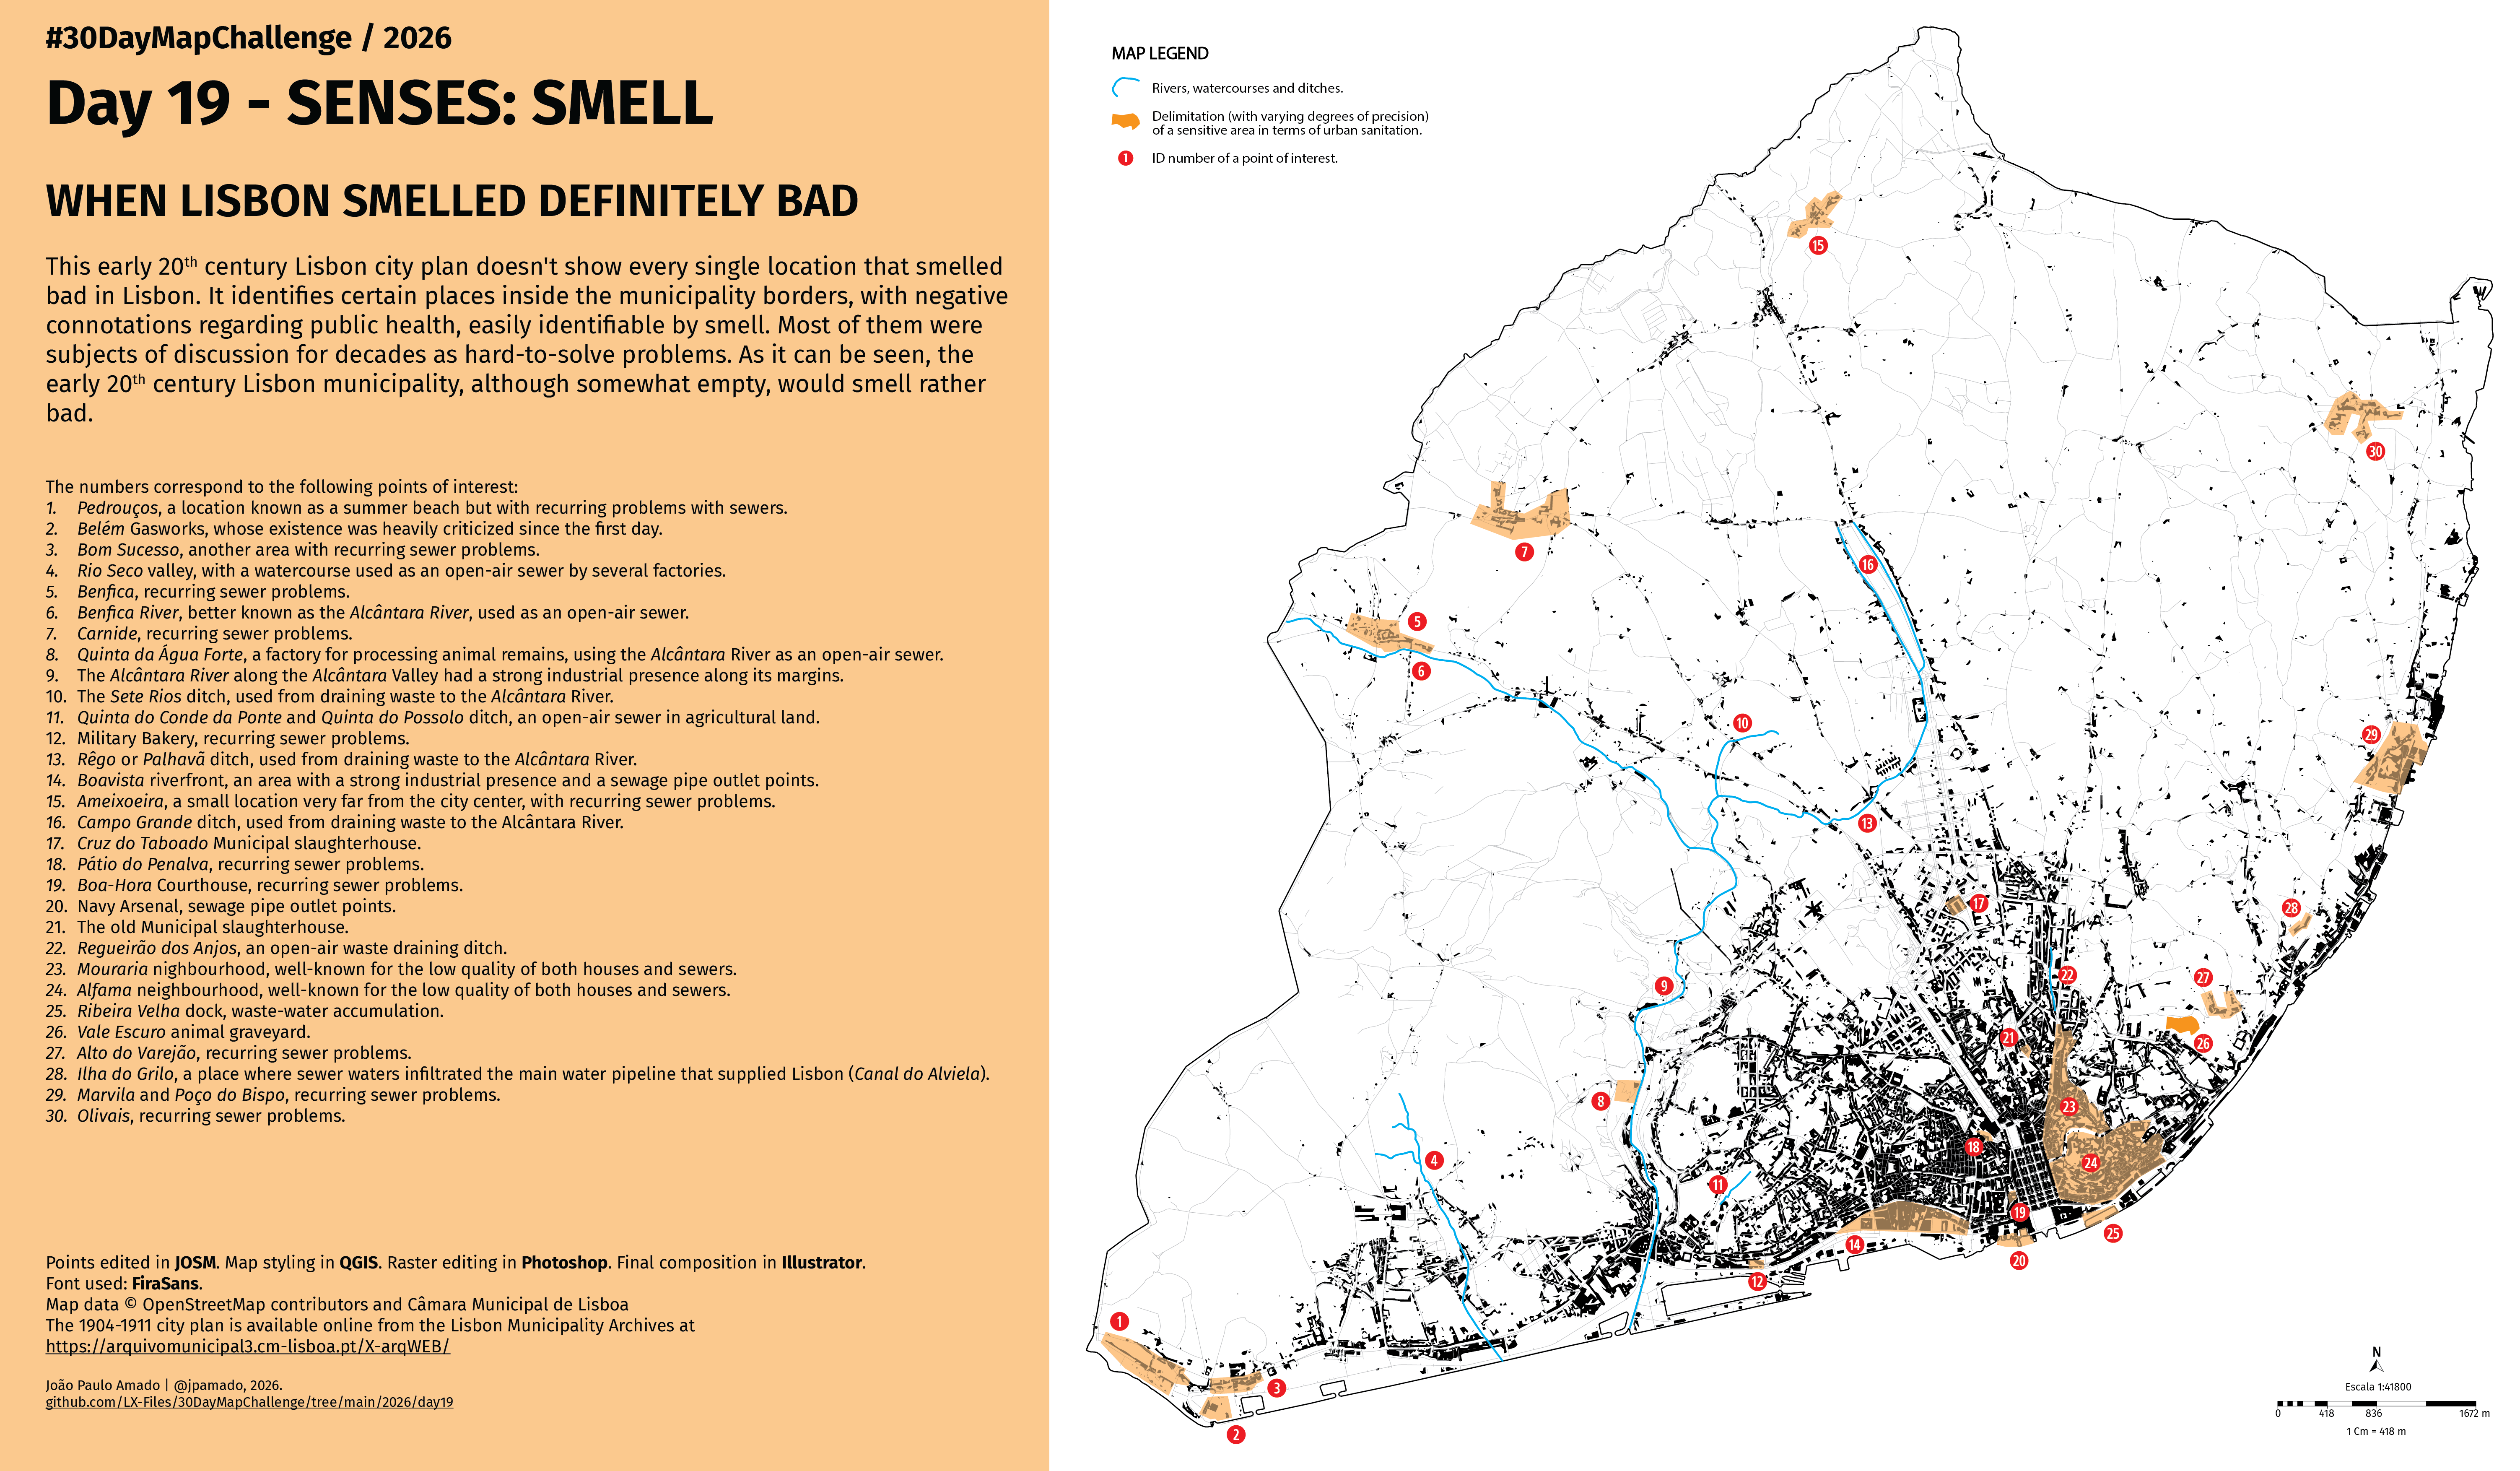 #30DayMapChallenge / 2026
Day 19 - SENSES: SMELL
WHEN LISBON SMELLED DEFINITELY BAD
This early 20th century Lisbon city plan doesn't show every single location that smelled
bad in Lisbon. It identifies certain places inside the municipality borders, with negative
connotations regarding public health, easily identifiable by smell. Most of them were
subjects of discussion for decades as hard-to-solve problems. As it can be seen, the
early 20th century Lisbon municipality, although somewhat empty, would smell rather
bad.
The numbers correspond to the following points of interest:
1. Pedrouços, a location known as a summer beach but with recurring problems with sewers.
2. Belém Gasworks, whose existence was heavily criticized since the first day.
3. Bom Sucesso, another area with recurring sewer problems.
4. Rio Seco valley, with a watercourse used as an open-air sewer by several factories.
5. Benfica, recurring sewer problems.
6. Benfica River, better known as the Alcântara River, used as an open-air sewer.
7. Carnide, recurring sewer problems.
8. Quinta da Água Forte, a factory for processing animal remains, using the Alcântara River as an open-air sewer.
9. The Alcântara River along the Alcântara Valley had a strong industrial presence along its margins.
10. The Sete Rios ditch, used from draining waste to the Alcântara River.
11. Quinta do Conde da Ponte and Quinta do Possolo ditch, an open-air sewer in agricultural land.
12. Military Bakery, recurring sewer problems.
13. Rêgo or Palhavã ditch, used from draining waste to the Alcântara River.
14. Boavista riverfront, an area with a strong industrial presence and a sewage pipe outlet points.
15. Ameixoeira, a small location very far from the city center, with recurring sewer problems.
16. Campo Grande ditch, used from draining waste to the Alcântara River.
17. Cruz do Taboado Municipal slaughterhouse.
18. Pátio do Penalva, recurring sewer problems.
19. Boa-Hora Courthouse, recurring sewer problems.
20. Navy Arsenal, sewage pipe outlet points.
21. The old Municipal slaughterhouse.
22. Regueirão dos Anjos, an open-air waste draining ditch.
23. Mouraria nighbourhood, well-known for the low quality of both houses and sewers.
24. Alfama neighbourhood, well-known for the low quality of both houses and sewers.
25. Ribeira Velha dock, waste-water accumulation.
26. Vale Escuro animal graveyard.
27. Alto do Varejão, recurring sewer problems.
28. Ilha do Grilo, a place where sewer waters infiltrated the main water pipeline that supplied Lisbon (Canal do Alviela).
29. Marvila and Poço do Bispo, recurring sewer problems.
30. Olivais, recurring sewer problems.
Points edited in JOSM. Map styling in QGIS. Raster editing in Photoshop. Final composition in Illustrator.
Font used: FiraSans.
Map data © OpenStreetMap contributors and Câmara Municipal de Lisboa
The 1904-1911 city plan is available online from the Lisbon Municipality Archives at
https://arquivomunicipal3.cm-lisboa.pt/X-arqWEB/
João Paulo Amado | @jpamado, 2026.
github.com/LX-Files/30DayMapChallenge/tree/main/2026/day19
MAP LEGEND
Rivers, watercourses and ditches.
Delimitation (with varying degrees of precision)
of a sensitive area in terms of urban sanitation.
1 ID number of a point of interest.
15
30
7
16
5
6
10
29
13
17
28
9
22
27
21
26
8
23
18
4
24
11
19
25
14
20
12
1
3
2
N
Escala 1:41800
0 418 836 1672 m
1 Cm = 418 m